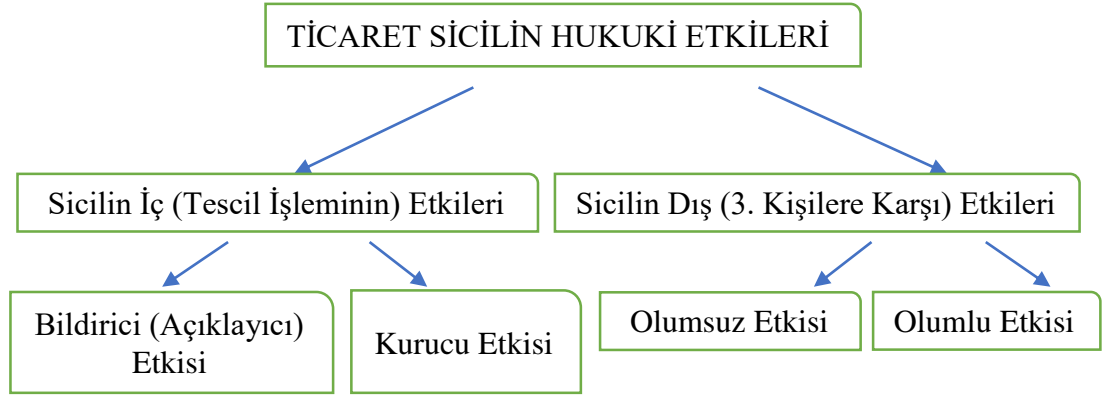 TİCARET SİCİLİN HUKUKİ ETKİLERİ
Sicilin İç (Tescil İşleminin) Etkileri
Sicilin Dış (3. Kişilere Karşı) Etkileri
Bildirici (Açıklayıcı)
Etkisi
Kurucu Etkisi
Olumsuz Etkisi
Olumlu Etkisi